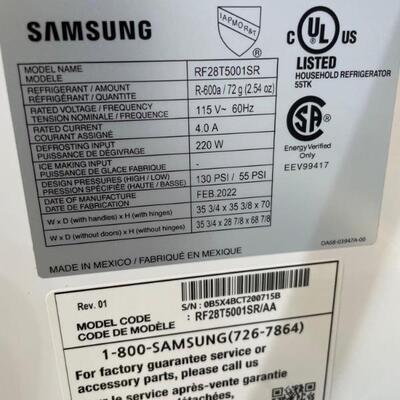 SAMSUNG
IAPMO R&T
C UL US
LISTED
HOUSEHOLD REFRIGERATOR
55TK
MODEL NAME
MODÈLE
RF28T5001SR
REFRIGERANT / AMOUNT
RÉFRIGÉRANT / QUANTITÉ
R-600a / 72 g (2.54 oz)
RATED VOLTAGE / FREQUENCY
TENSION NOMINALE / FREQUENCY
115 V~ 60Hz
RATED CURRENT
COURANT ASSIGNÉ
4.0 A
DEFROSTING INPUT
PUISSANCE DE DÉGIVRAGE
220 W
ICE MAKING INPUT
PUISSANCE DE GLACE FABRIQUE
-
DESIGN PRESSURES (HIGH / LOW)
PRESSION SPÉCIFIÉE (HAUTE / BASSE)
130 PSI / 55 PSI
DATE OF MANUFACTURE
DATE DE FABRICATION
FEB.2022
W x D (with handles) x H (with hinges)
35 3/4 x 35 3/8 x 70
W x D (without doors) x H (without hinges)
35 3/4 x 28 7/8 x 68 7/8
SA
Energy Verified
EEV99417
MADE IN MEXICO / FABRIQUÉ EN MEXIQUE
DA68-03947A-06
Rev. 01
S/N : 0B5X4BCT200715B
MODEL CODE
CODE DE MODÈLE : RF28T5001SR/AA
1-800-SAMSUNG(726-7864)
For factory guarantee service or
accessory parts, please call
le service après-vente garanti